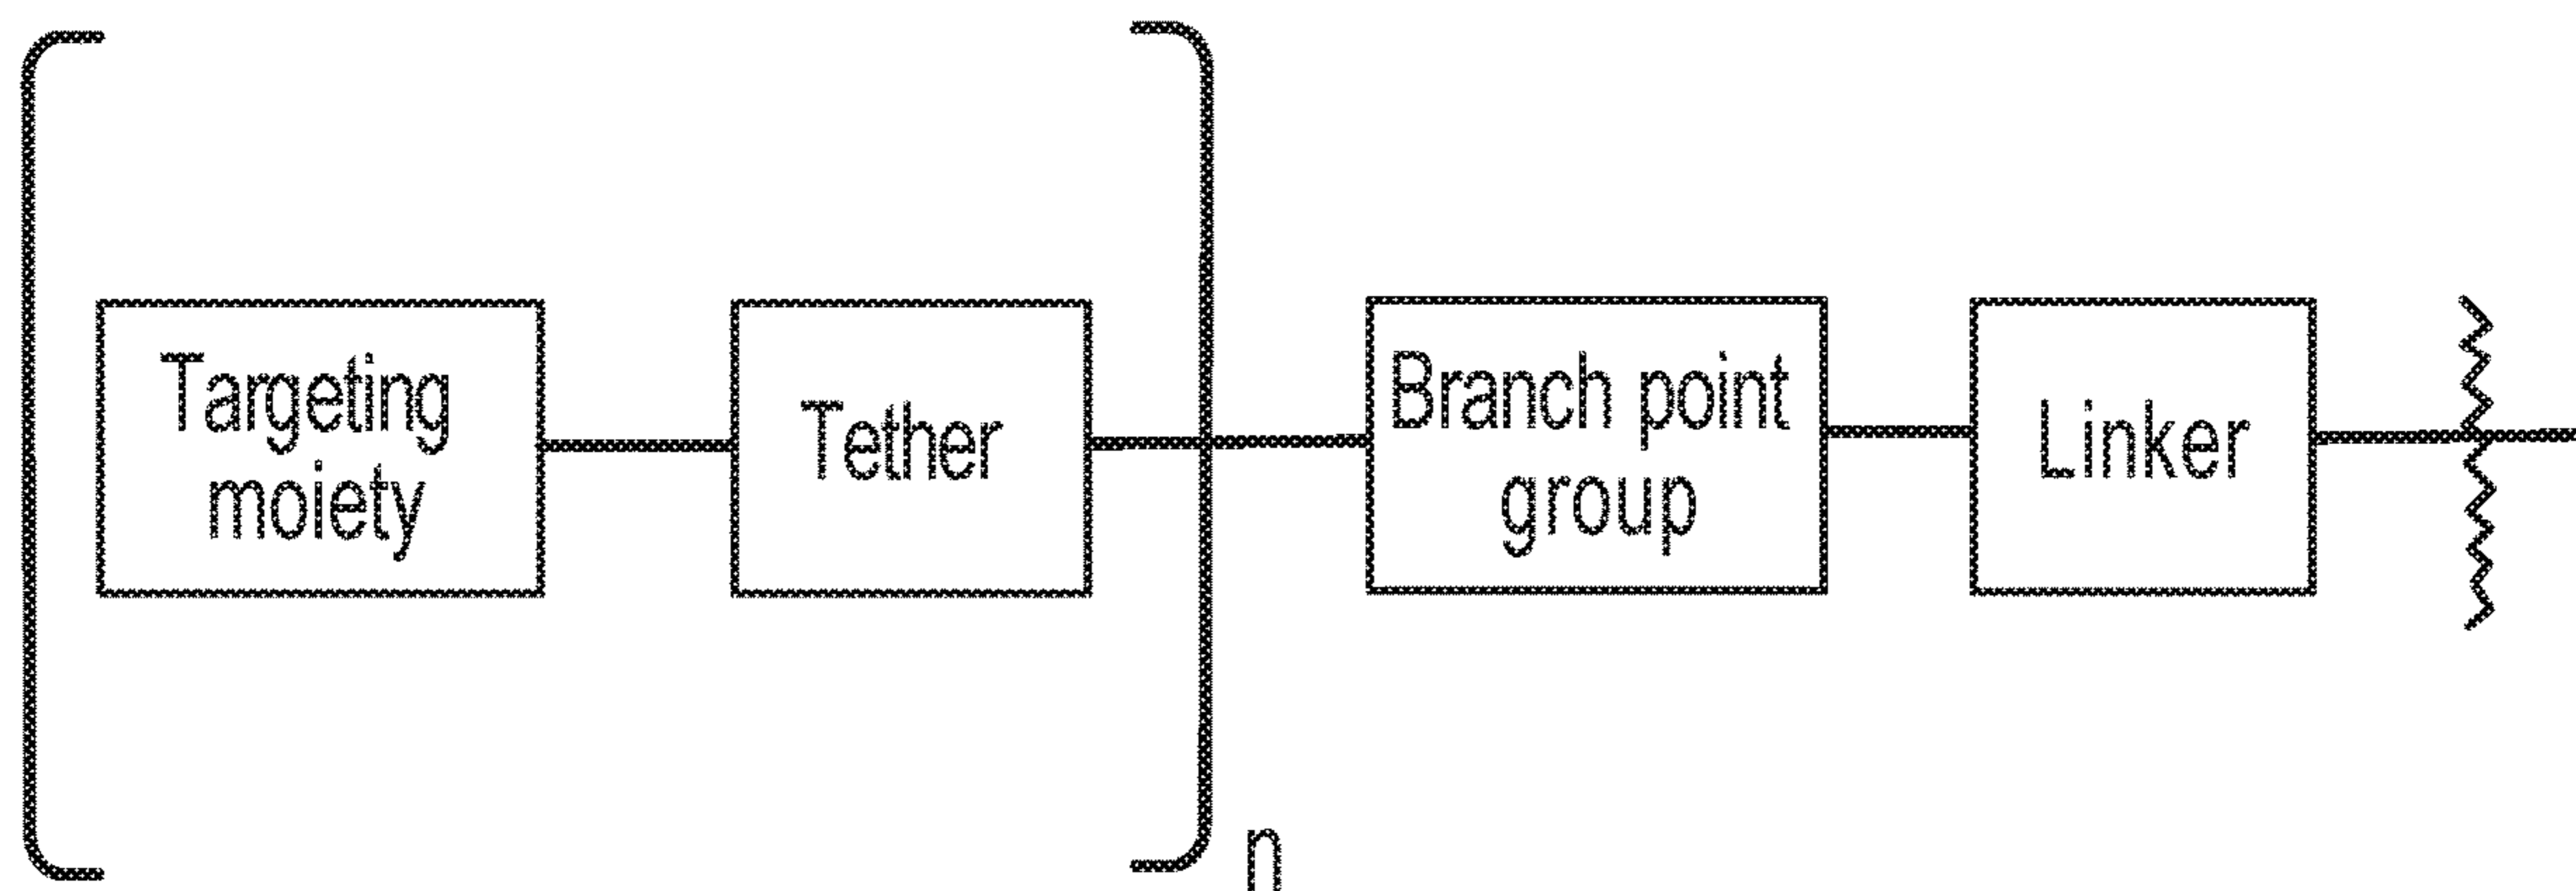 Targeting
moiety
Tether
Branch point
group
Linker
n